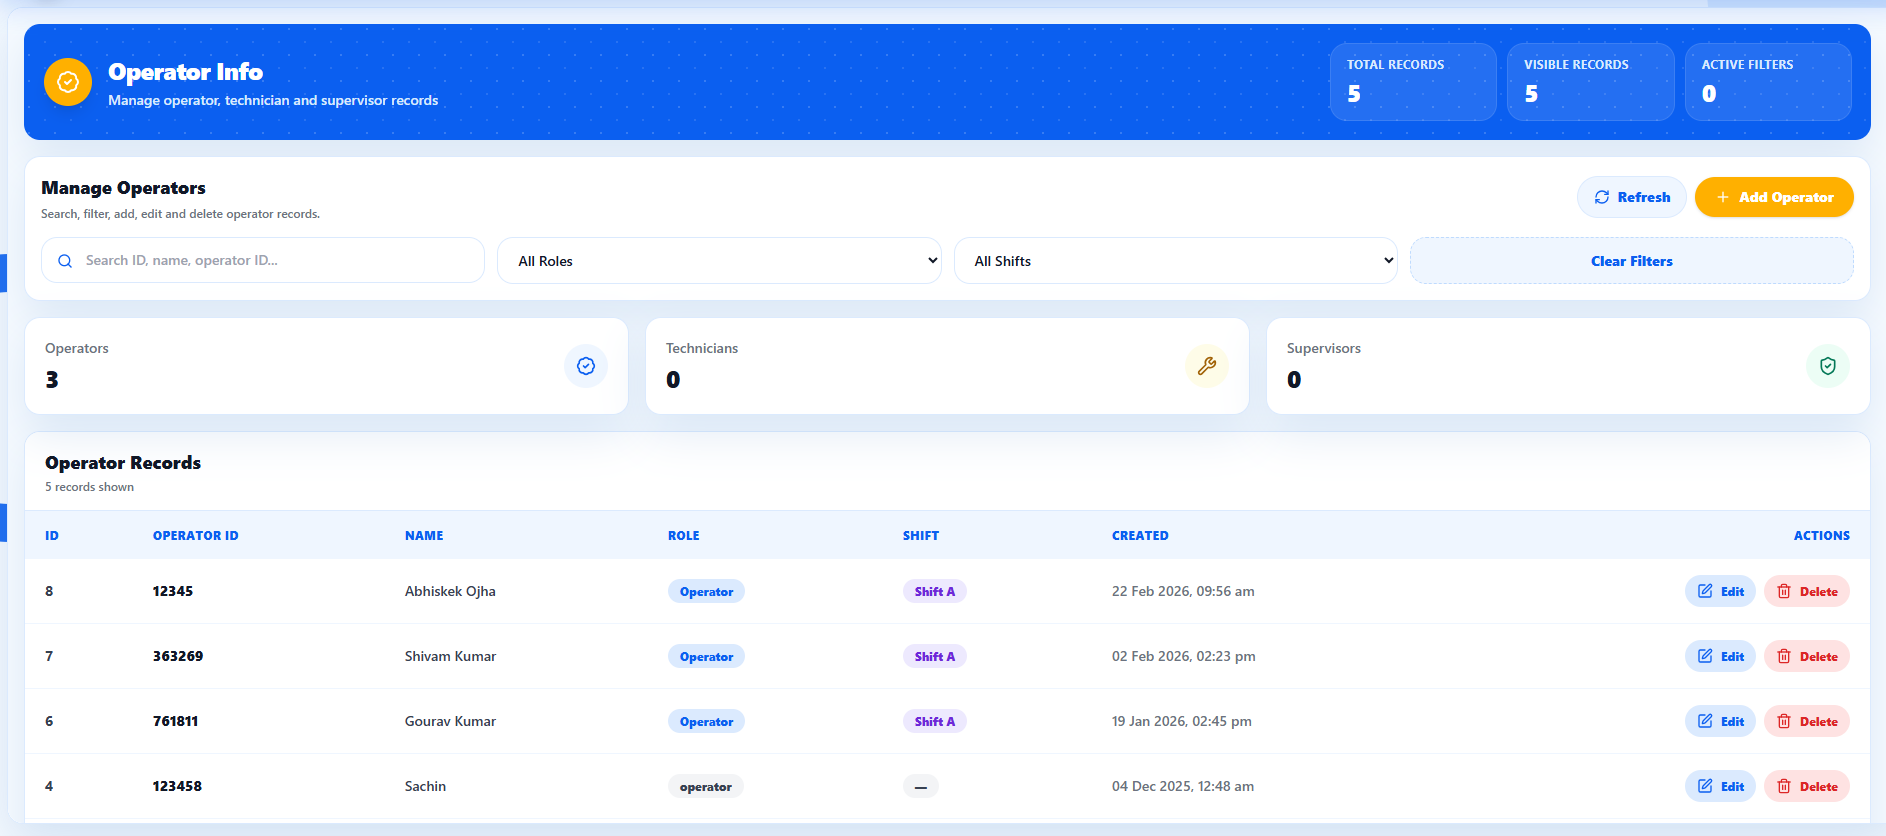 Operator Info
Manage operator, technician and supervisor records
TOTAL RECORDS
5
VISIBLE RECORDS
5
ACTIVE FILTERS
0
Manage Operators
Search, filter, add, edit and delete operator records.
Refresh
Add Operator
Search ID, name, operator ID...
All Roles
All Shifts
Clear Filters
Operators
3
Technicians
0
Supervisors
0
Operator Records
5 records shown
ID OPERATOR ID NAME ROLE SHIFT CREATED ACTIONS
8 12345 Abhiskek Ojha Operator Shift A 22 Feb 2026, 09:56 am Edit Delete
7 363269 Shivam Kumar Operator Shift A 02 Feb 2026, 02:23 pm Edit Delete
6 761811 Gourav Kumar Operator Shift A 19 Jan 2026, 02:45 pm Edit Delete
4 123458 Sachin operator — 04 Dec 2025, 12:48 am Edit Delete